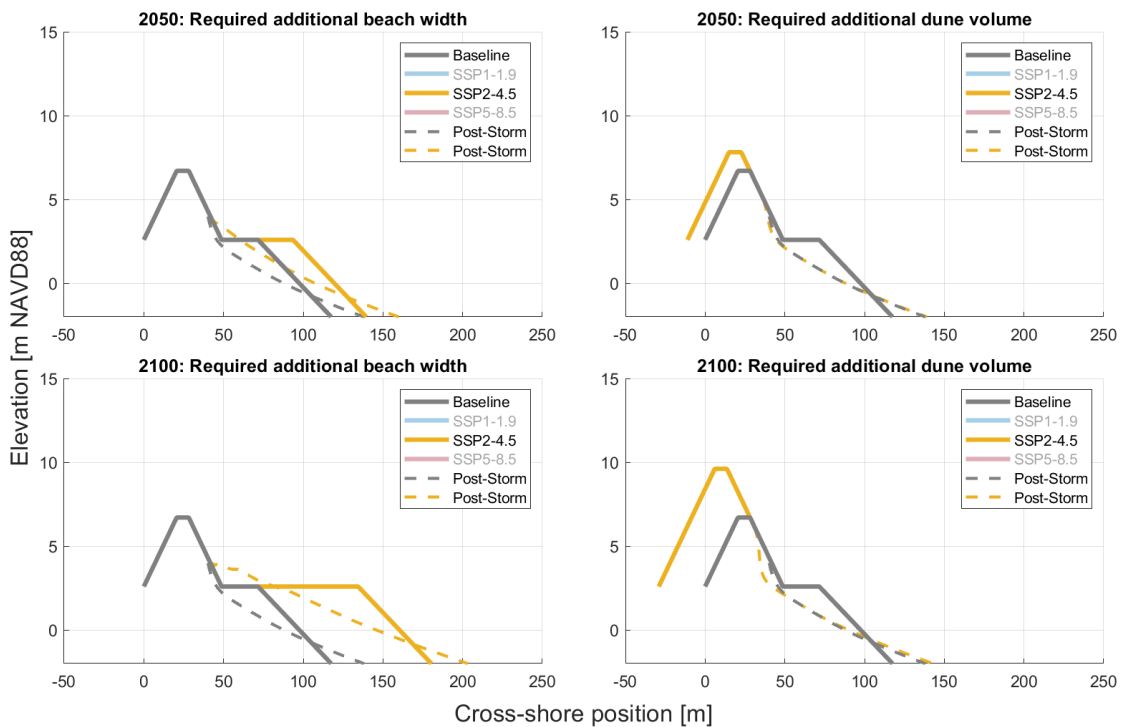 2050: Required additional beach width
15
10
5
0
-50 0 50 100 150 200 250
Baseline
SSP1-1.9
SSP2-4.5
SSP5-8.5
Post-Storm
Post-Storm
2050: Required additional dune volume
15
10
5
0
-50 0 50 100 150 200 250
Baseline
SSP1-1.9
SSP2-4.5
SSP5-8.5
Post-Storm
Post-Storm
Elevation [m NAVD88]
2100: Required additional beach width
15
10
5
0
-50 0 50 100 150 200 250
Baseline
SSP1-1.9
SSP2-4.5
SSP5-8.5
Post-Storm
Post-Storm
2100: Required additional dune volume
15
10
5
0
-50 0 50 100 150 200 250
Baseline
SSP1-1.9
SSP2-4.5
SSP5-8.5
Post-Storm
Post-Storm
Cross-shore position [m]